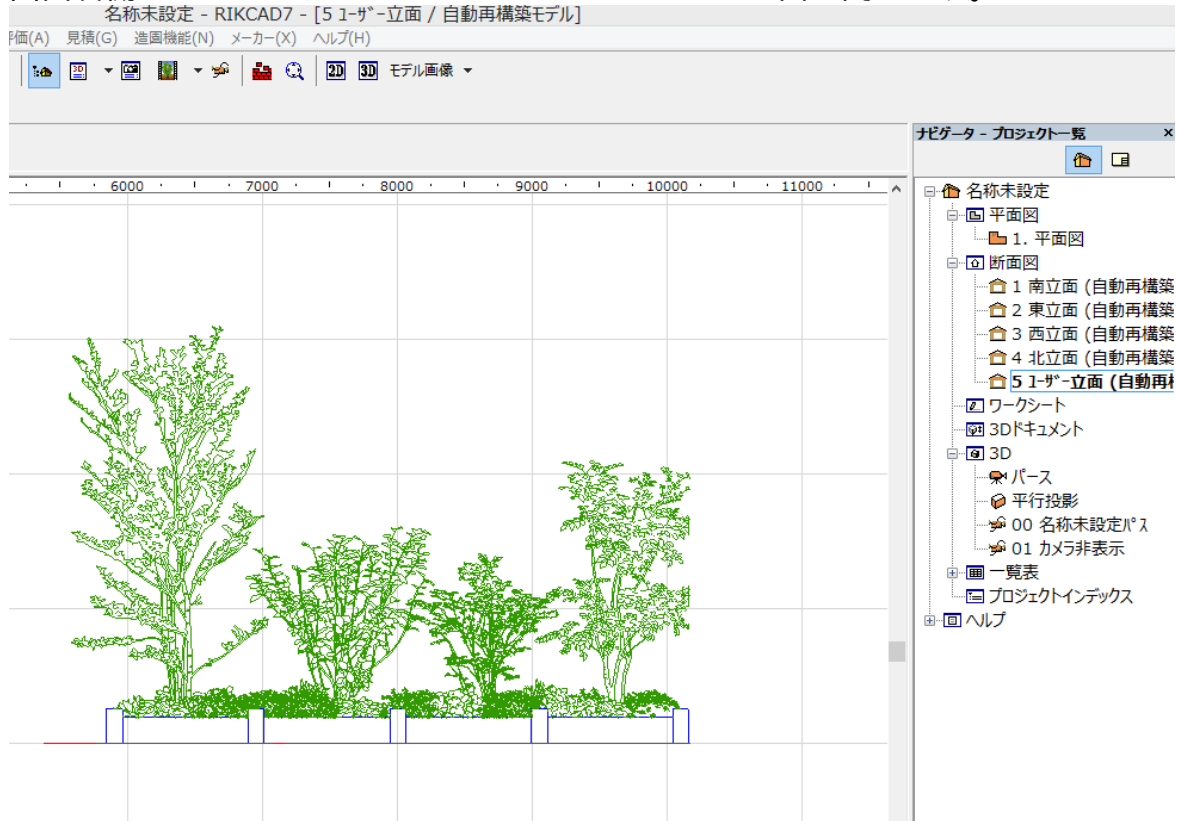 名称未設定 - RIKCAD7 - [5 ﾕｰｻﾞｰ立面 / 自動再構築モデル]
評価(A) 見積(G) 造園機能(N) メーカー(X) ヘルプ(H)
2D 3D モデル画像
ナビゲータ - プロジェクト一覧 ×
6000 7000 8000 9000 10000 11000
名称未設定
平面図
1. 平面図
断面図
1 南立面 (自動再構築
2 東立面 (自動再構築
3 西立面 (自動再構築
4 北立面 (自動再構築
5 ﾕｰｻﾞｰ立面 (自動再構
ワークシート
3Dドキュメント
3D
パース
平行投影
00 名称未設定ﾊﾟｽ
01 カメラ非表示
一覧表
プロジェクトインデックス
ヘルプ